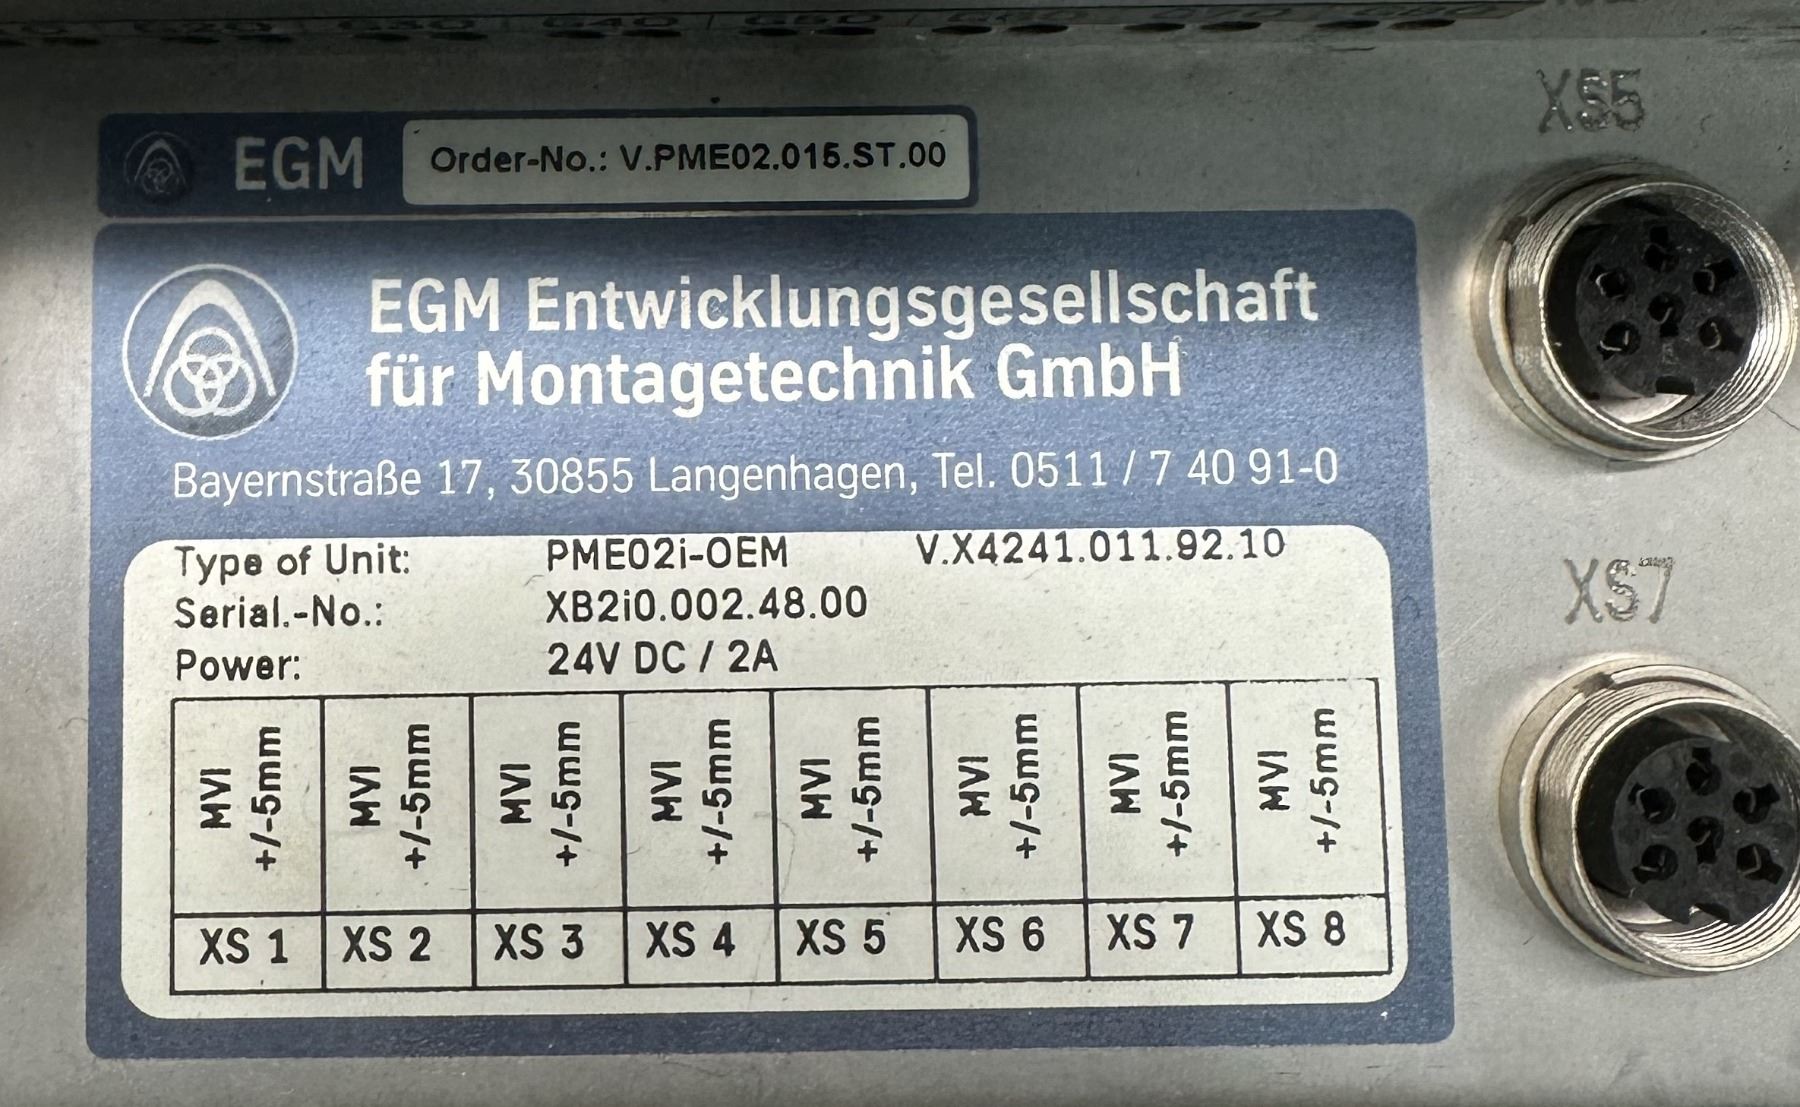 XS5
EGM Order-No.: V.PME02.015.ST.00
EGM Entwicklungsgesellschaft
für Montagetechnik GmbH
Bayernstraße 17, 30855 Langenhagen, Tel. 0511 / 7 40 91-0
Type of Unit: PME02i-OEM V.X4241.011.92.10
Serial.-No.: XB2i0.002.48.00
Power: 24V DC / 2A
XS7
MVI +/-5mm MVI +/-5mm MVI +/-5mm MVI +/-5mm MVI +/-5mm MVI +/-5mm MVI +/-5mm MVI +/-5mm
XS 1 XS 2 XS 3 XS 4 XS 5 XS 6 XS 7 XS 8